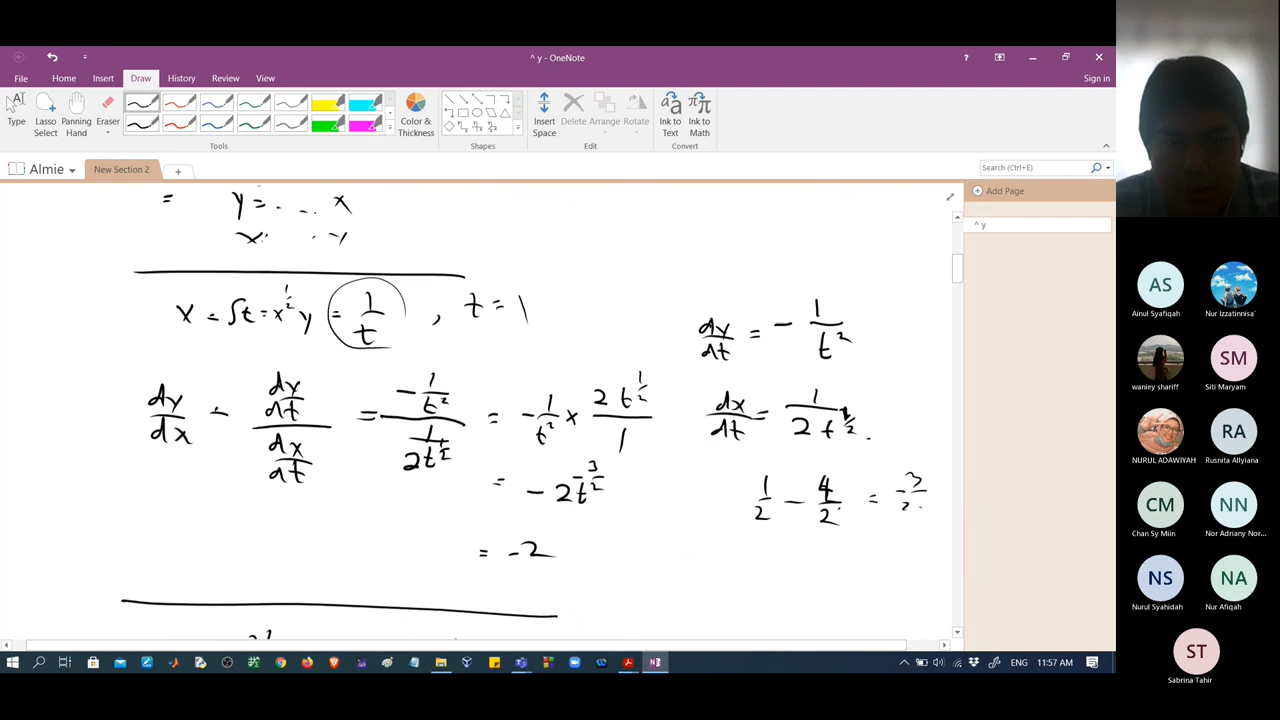 ^ y - OneNote
File Home Insert Draw History Review View
Sign in
Type
Lasso Select
Panning Hand
Eraser
Color & Thickness
Insert Space
Delete
Arrange
Rotate
Ink to Text
Ink to Math
Tools
Shapes
Edit
Convert
Almie
New Section 2
Search (Ctrl+E)
Add Page
^ y
= y = . .. x
x . . y
x = √t = x^1/2 y = 1/t , t = 1
dy/dt = - 1/t²
dy/dx = (dy/dt)/(dx/dt) = (-1/t²)/(1/2t^1/2) = -1/t² × 2t^1/2/1
dx/dt = 1/2t^1/2 .
= -2t^-3/2
1/2 - 4/2 = -3/2
= -2
AS
Ainul Syafiqah
Nur Izzatinnisa'
waniey shariff
SM
Siti Maryam
NURUL ADAWIYAH
RA
Rusnita Allyiana
CM
Chan Sy Miin
NN
Nor Adriany Nor...
NS
Nurul Syahidah
NA
Nur Afiqah
ST
Sabrina Tahir
ENG
11:57 AM